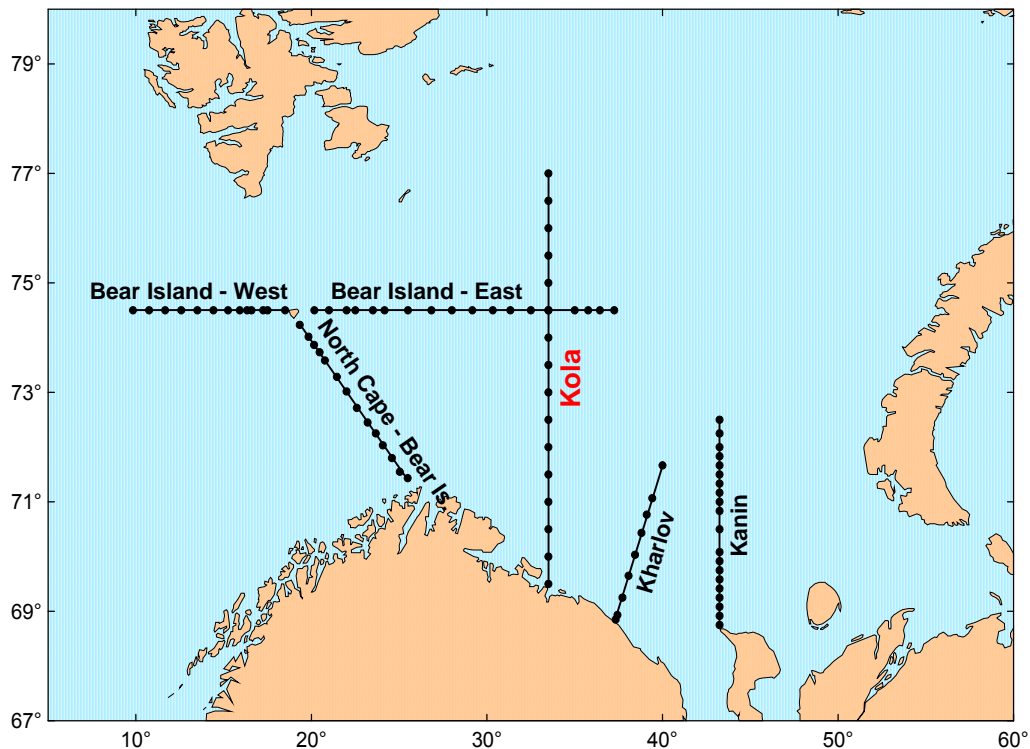 79°
77°
75°
Bear Island - West
Bear Island - East
North Cape - Bear Is.
73°
Kola
71°
Kharlov
Kanin
69°
67°
10°
20°
30°
40°
50°
60°